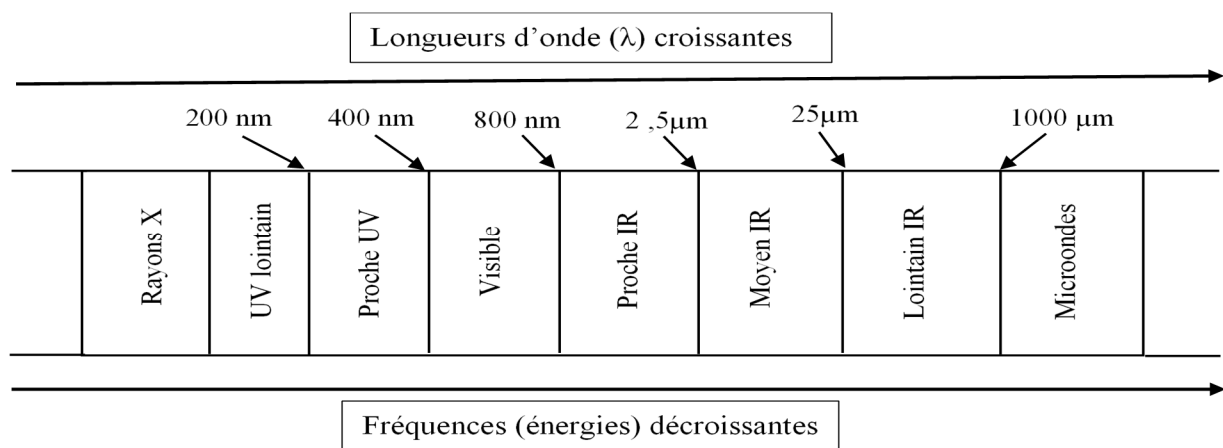 Longueurs d'onde (λ) croissantes
200 nm
400 nm
800 nm
2 ,5µm
25µm
1000 µm
Rayons X
UV lointain
Proche UV
Visible
Proche IR
Moyen IR
Lointain IR
Microondes
Fréquences (énergies) décroissantes